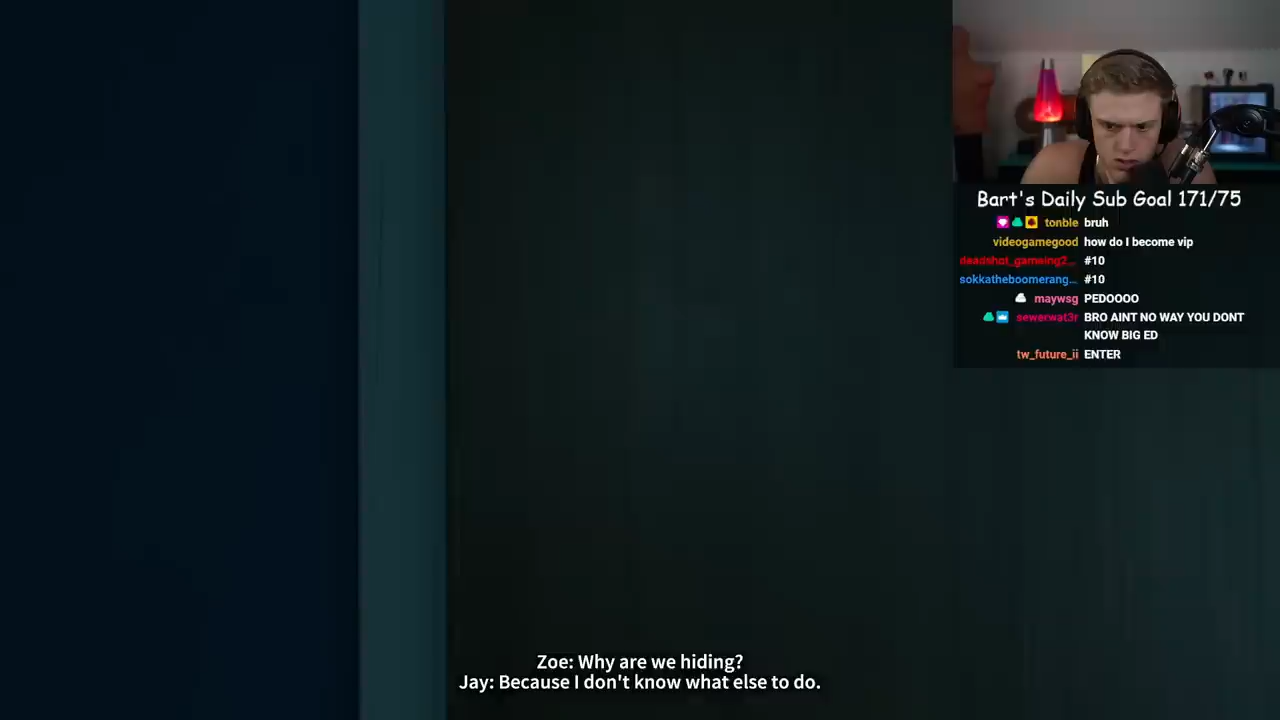 Bart's Daily Sub Goal 171/75
tonble bruh
videogamegood how do I become vip
deadshot_gameing2... #10
sokkatheboomerang... #10
maywsg PEDOOOO
sewerwat3r BRO AINT NO WAY YOU DONT
KNOW BIG ED
tw_future_ii ENTER
Zoe: Why are we hiding?
Jay: Because I don't know what else to do.